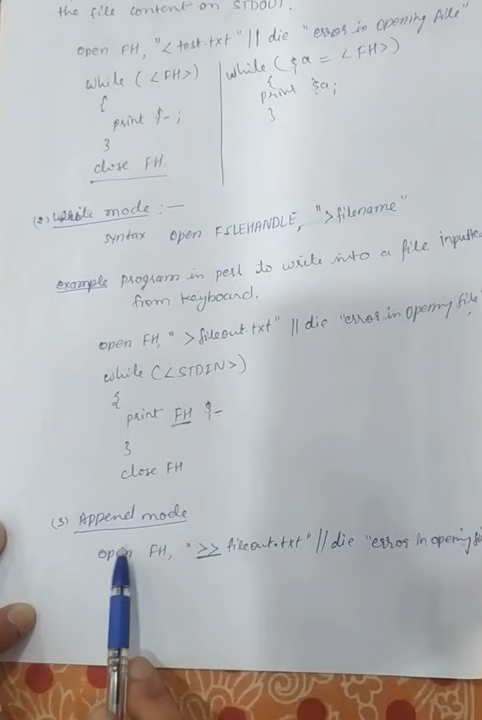 the file content on STDOUT.
open FH, "< test.txt" || die "error in opening file"
while (<FH>)
{
print $_ ;
}
close FH.
while ($a = <FH>)
{
print $a;
}
(2) Write mode :—
syntax open FILEHANDLE, ">filename"
example program in perl to write into a file inputted
from keyboard.
open FH, " >fileout.txt" || die "error in opening file"
while (<STDIN>)
{
print FH $_
}
close FH
(3) Append mode
open FH, " >> fileout.txt" || die "error in opening fi